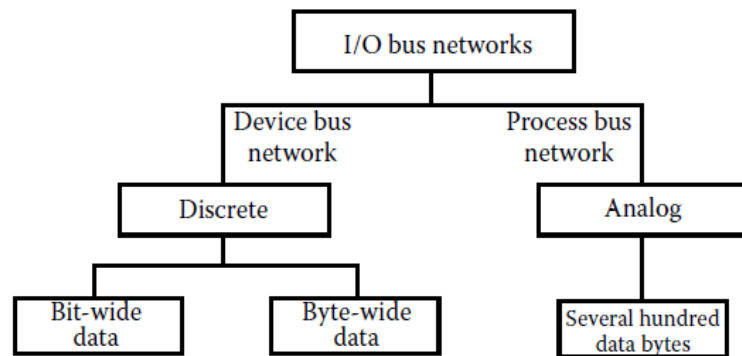 I/O bus networks
Device bus
network
Process bus
network
Discrete
Analog
Bit-wide
data
Byte-wide
data
Several hundred
data bytes